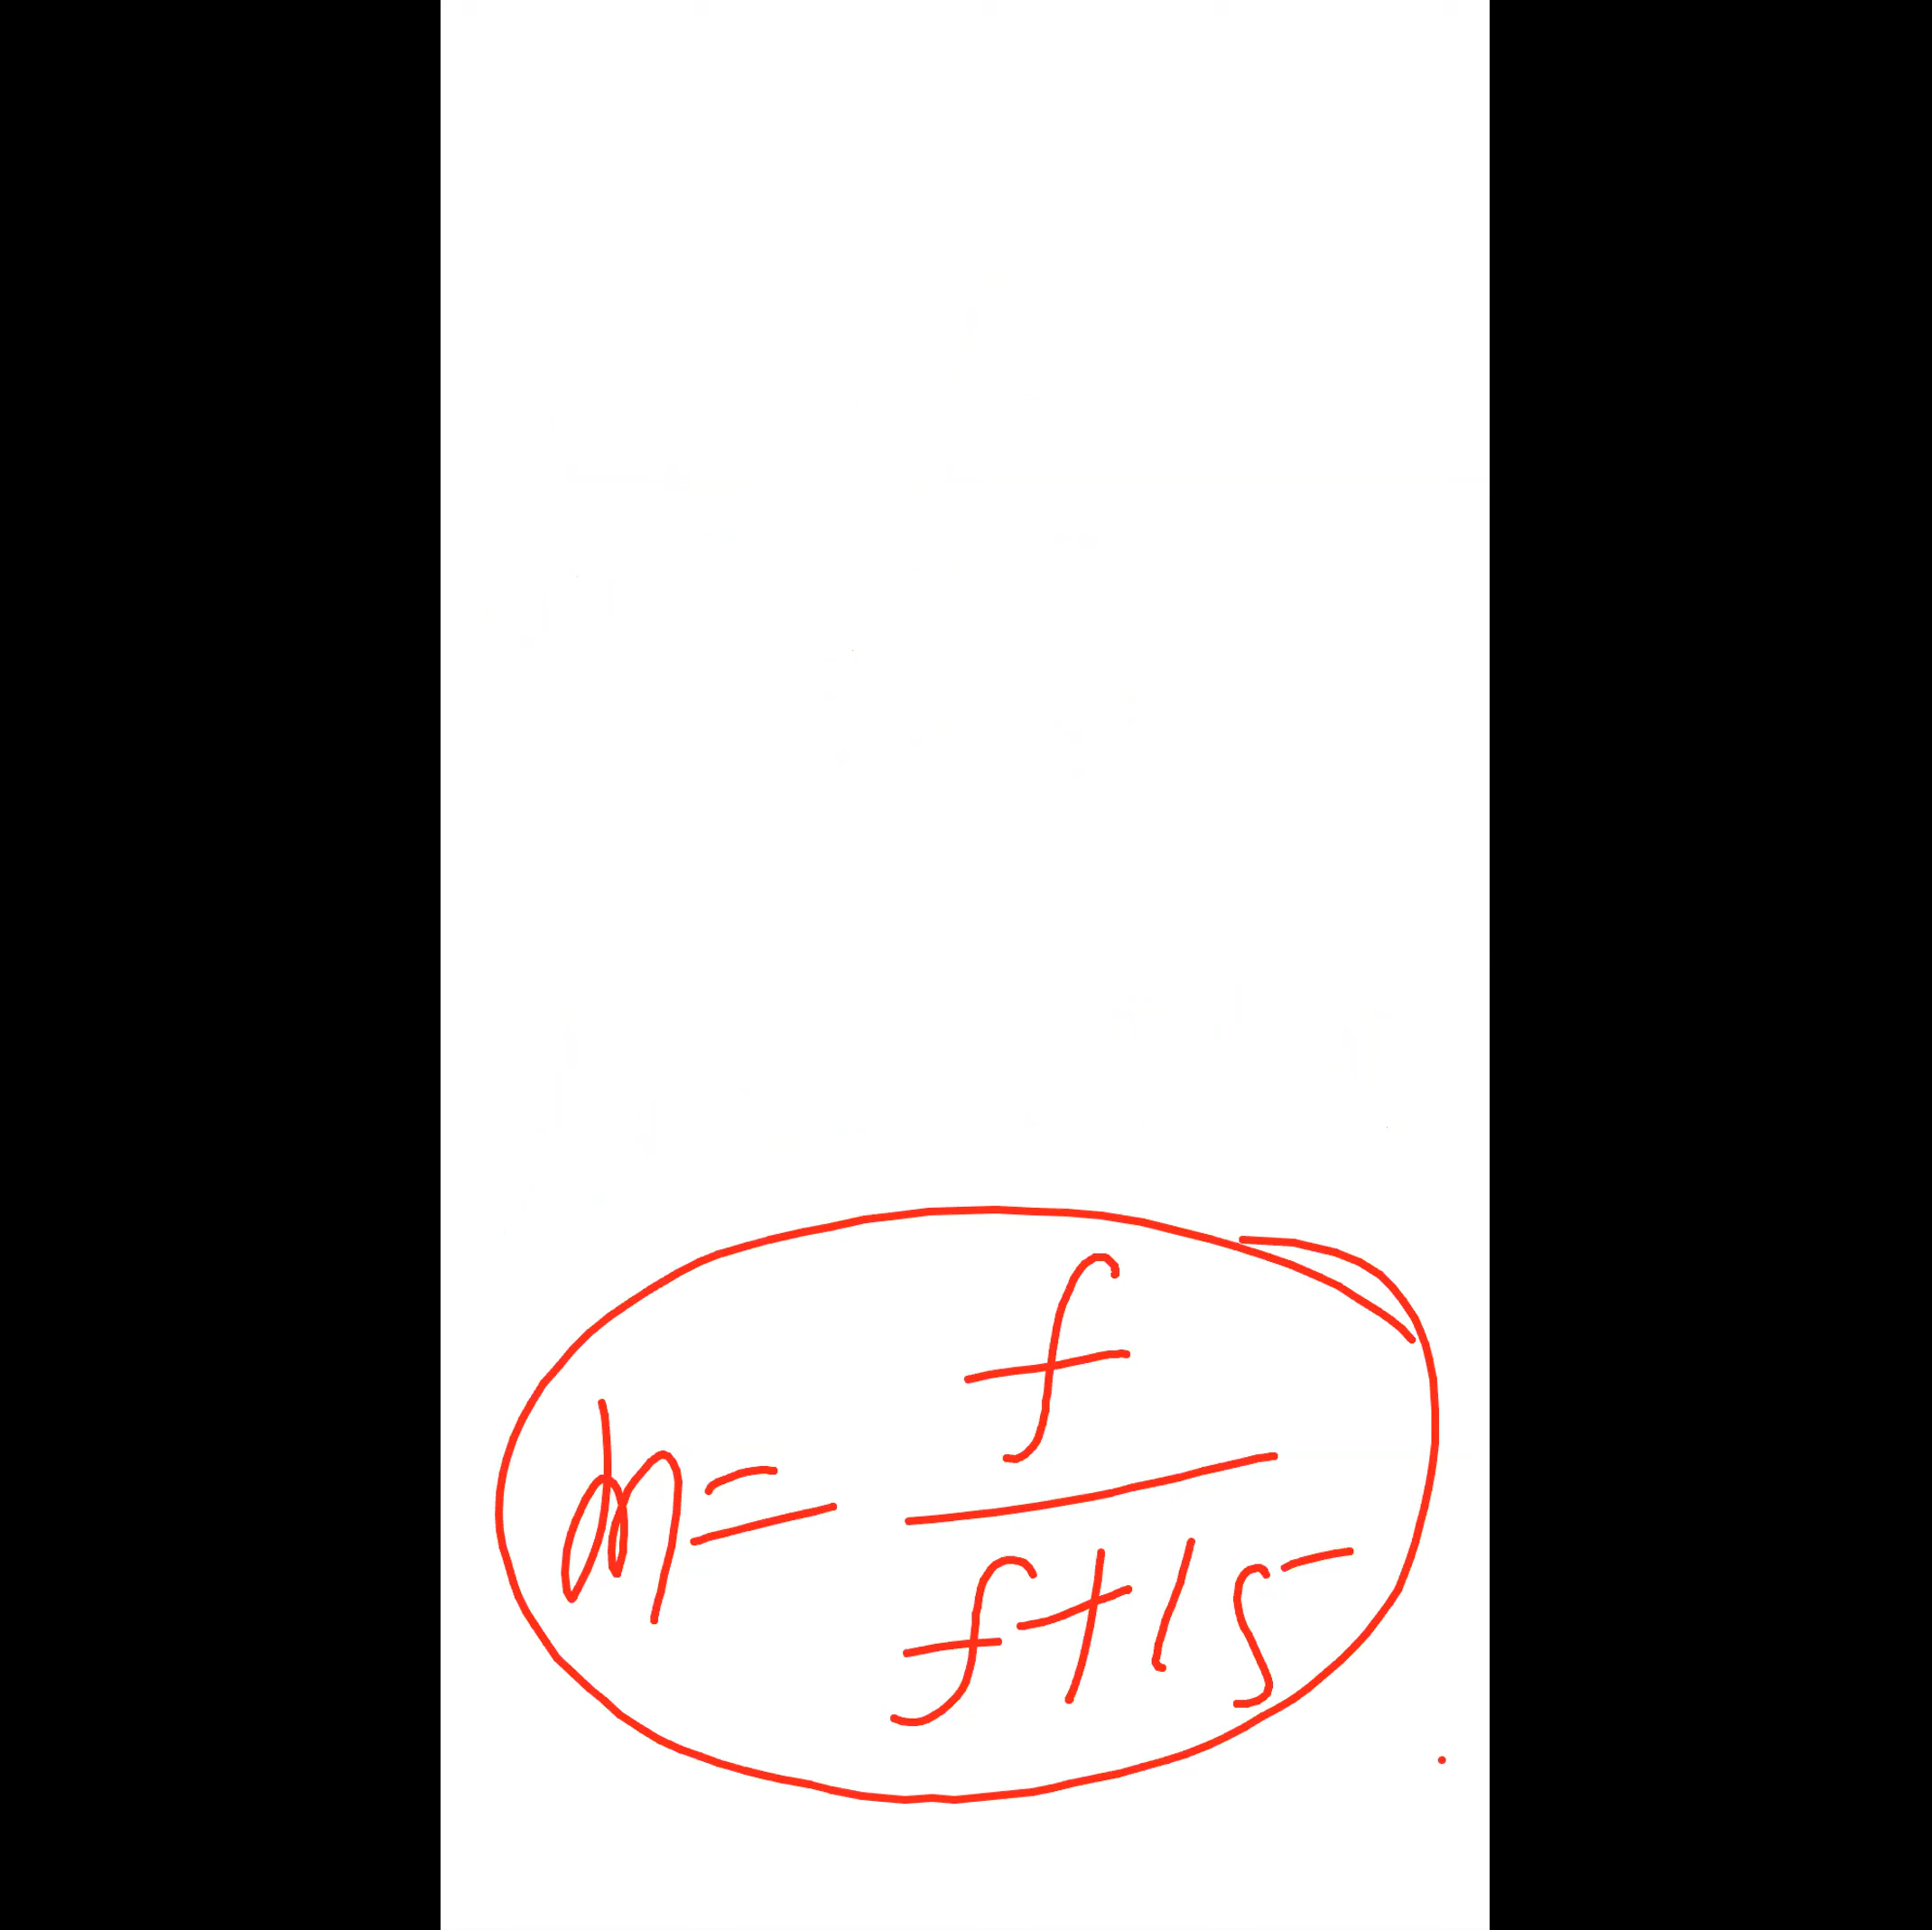 m = f
f + 15